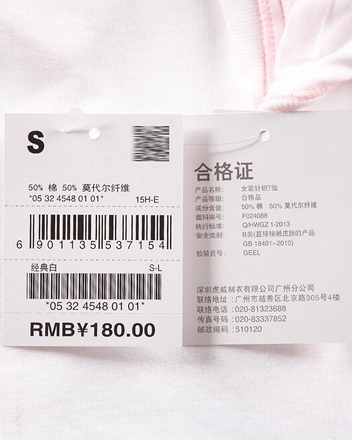 S
50% 棉 50% 莫代尔纤维
*05 32 4548 01 01*
15H-E
6 901135 537154
经典白
S-L
*05 32 4548 01 01*
RMB¥180.00
合格证
产品名称: 女装针织T恤
产品等级: 合格品
成份含量: 50% 棉 50% 莫代尔纤维
面料编号: F024088
执行标准: Q/HWGZ 1-2013
安全类别: B类(直接接触皮肤的产品
GB 18401-2010)
检验员号: GEEL
深圳虎威制衣有限公司广州分公司
联络地址:广州市越秀区北京路305号4楼
联络电话:020-81323688
传真号码:020-83337852
邮政编码:510120